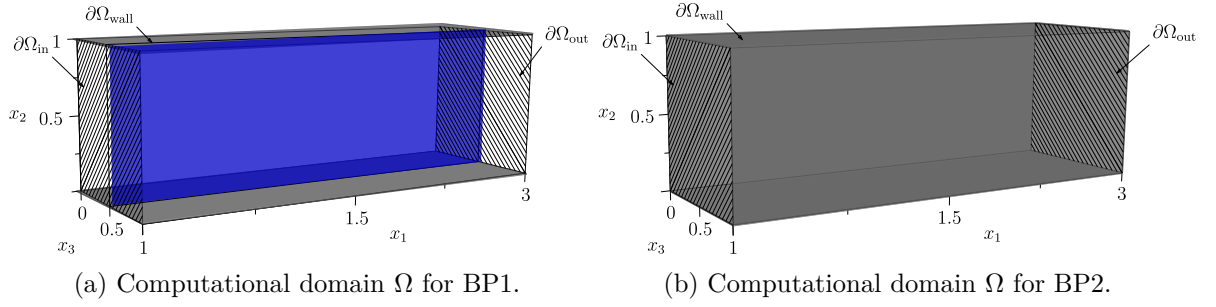 ∂Ω_wall
∂Ω_in
1
∂Ω_out
x_2
0.5
0
0.5
1
x_3
1.5
x_1
3
(a) Computational domain Ω for BP1.
∂Ω_wall
∂Ω_in
1
∂Ω_out
x_2
0.5
0
0.5
1
x_3
1.5
x_1
3
(b) Computational domain Ω for BP2.